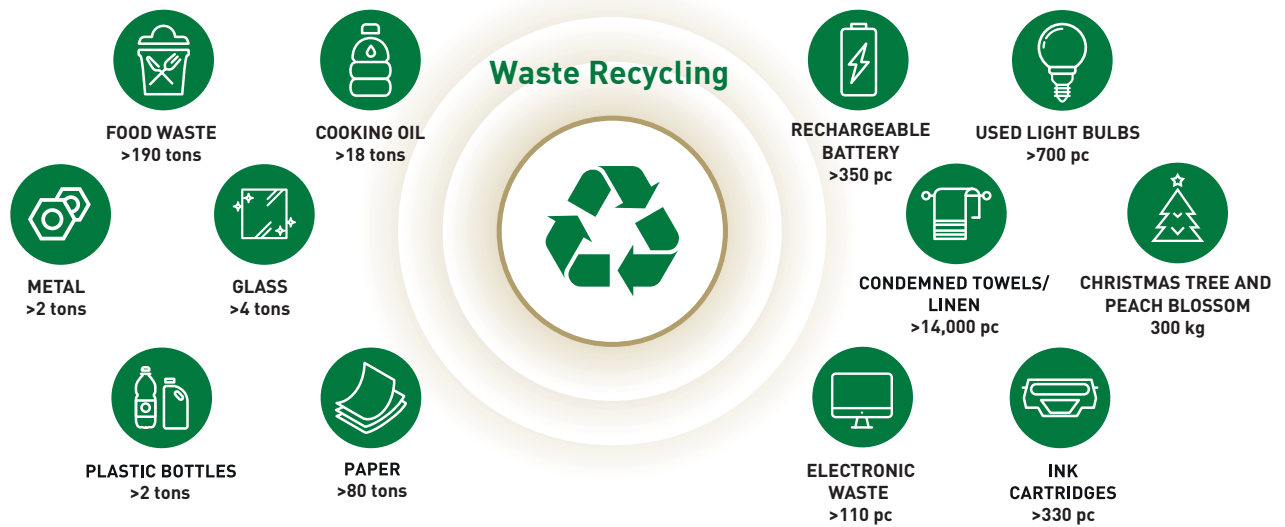 Waste Recycling
FOOD WASTE
>190 tons
COOKING OIL
>18 tons
RECHARGEABLE
BATTERY
>350 pc
USED LIGHT BULBS
>700 pc
METAL
>2 tons
GLASS
>4 tons
CONDEMNED TOWELS/
LINEN
>14,000 pc
CHRISTMAS TREE AND
PEACH BLOSSOM
300 kg
PLASTIC BOTTLES
>2 tons
PAPER
>80 tons
ELECTRONIC
WASTE
>110 pc
INK
CARTRIDGES
>330 pc